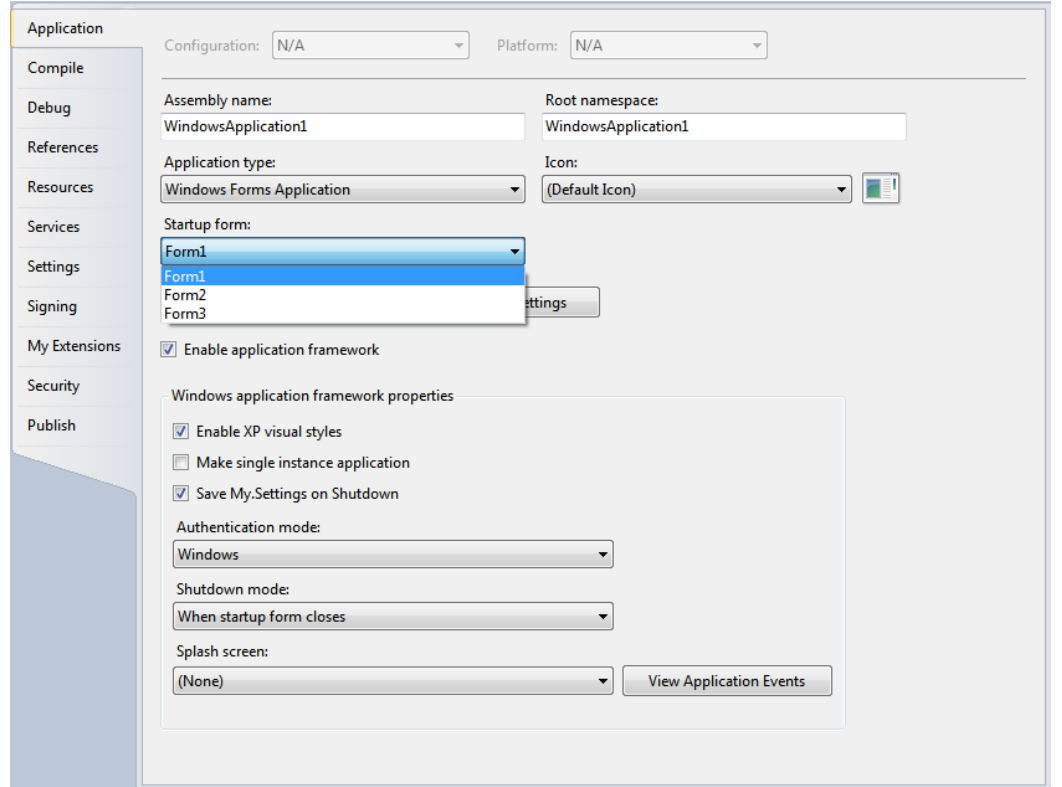 Application
Compile
Debug
References
Resources
Services
Settings
Signing
My Extensions
Security
Publish
Configuration: N/A Platform: N/A
Assembly name: Root namespace:
WindowsApplication1 WindowsApplication1
Application type: Icon:
Windows Forms Application (Default Icon)
Startup form:
Form1
Form1
Form2
Form3
ettings
Enable application framework
Windows application framework properties
Enable XP visual styles
Make single instance application
Save My.Settings on Shutdown
Authentication mode:
Windows
Shutdown mode:
When startup form closes
Splash screen:
(None) View Application Events